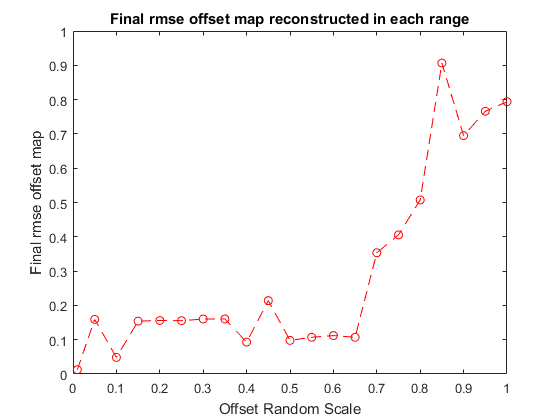 Final rmse offset map reconstructed in each range
1
0.9
0.8
0.7
0.6
0.5
0.4
0.3
0.2
0.1
0
Final rmse offset map
0 0.1 0.2 0.3 0.4 0.5 0.6 0.7 0.8 0.9 1
Offset Random Scale